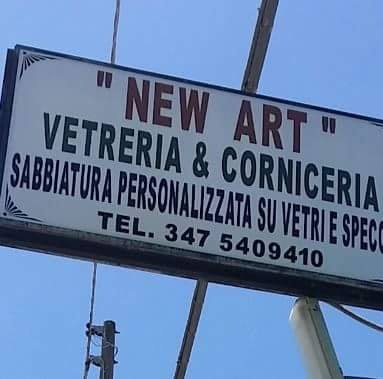 " NEW ART "
VETRERIA & CORNICERIA
SABBIATURA PERSONALIZZATA SU VETRI E SPECC
TEL. 347 5409410